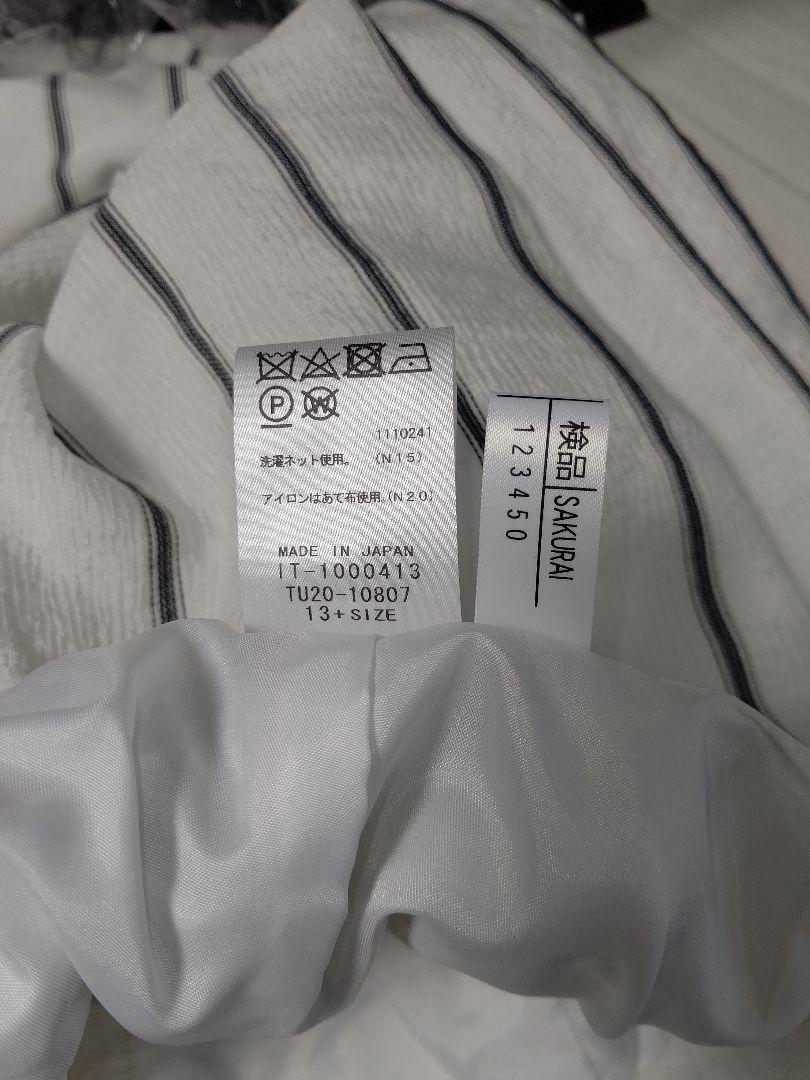 P
W
1110241
洗濯ネット使用。 (N15)
アイロンはあて布使用。(N20)
MADE IN JAPAN
IT-1000413
TU20-10807
13+SIZE
検品 SAKURAI
123450